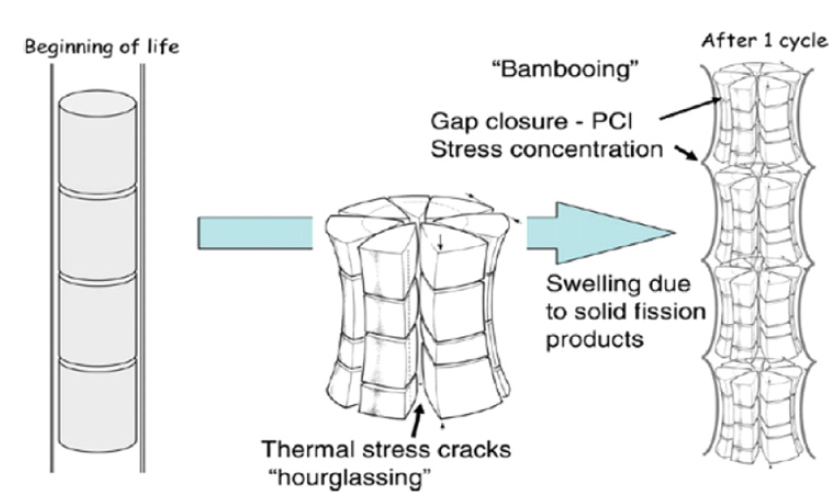 Beginning of life
After 1 cycle
“Bambooing”
Gap closure - PCI
Stress concentration
Swelling due
to solid fission
products
Thermal stress cracks
“hourglassing”